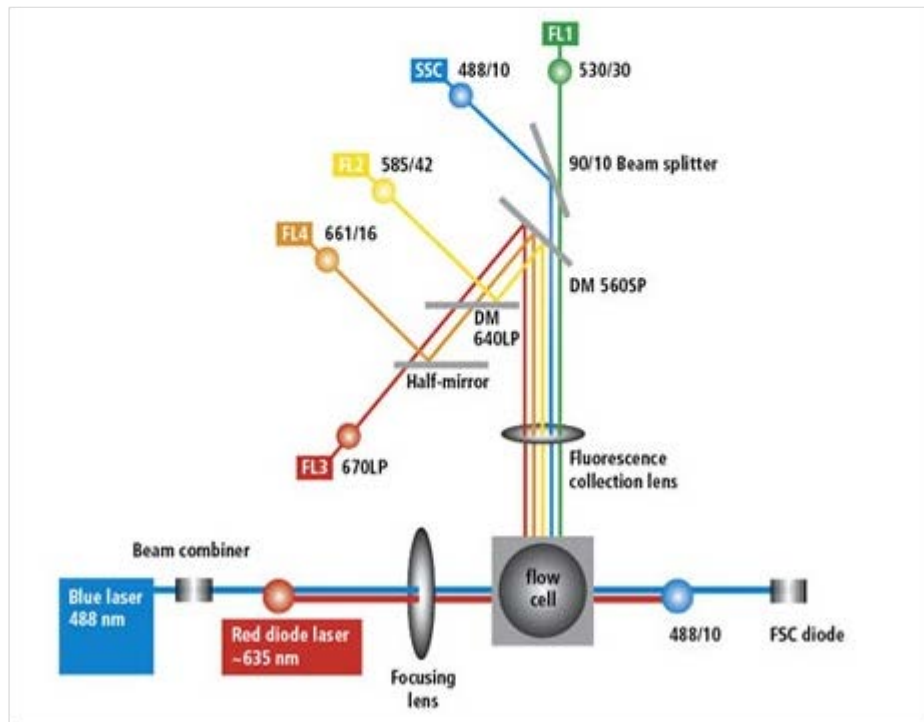 FL1
530/30
SSC
488/10
90/10 Beam splitter
FL2
585/42
FL4
661/16
DM 560SP
DM
640LP
Half-mirror
FL3
670LP
Fluorescence
collection lens
Beam combiner
Blue laser
488 nm
Red diode laser
~635 nm
Focusing
lens
flow
cell
488/10
FSC diode